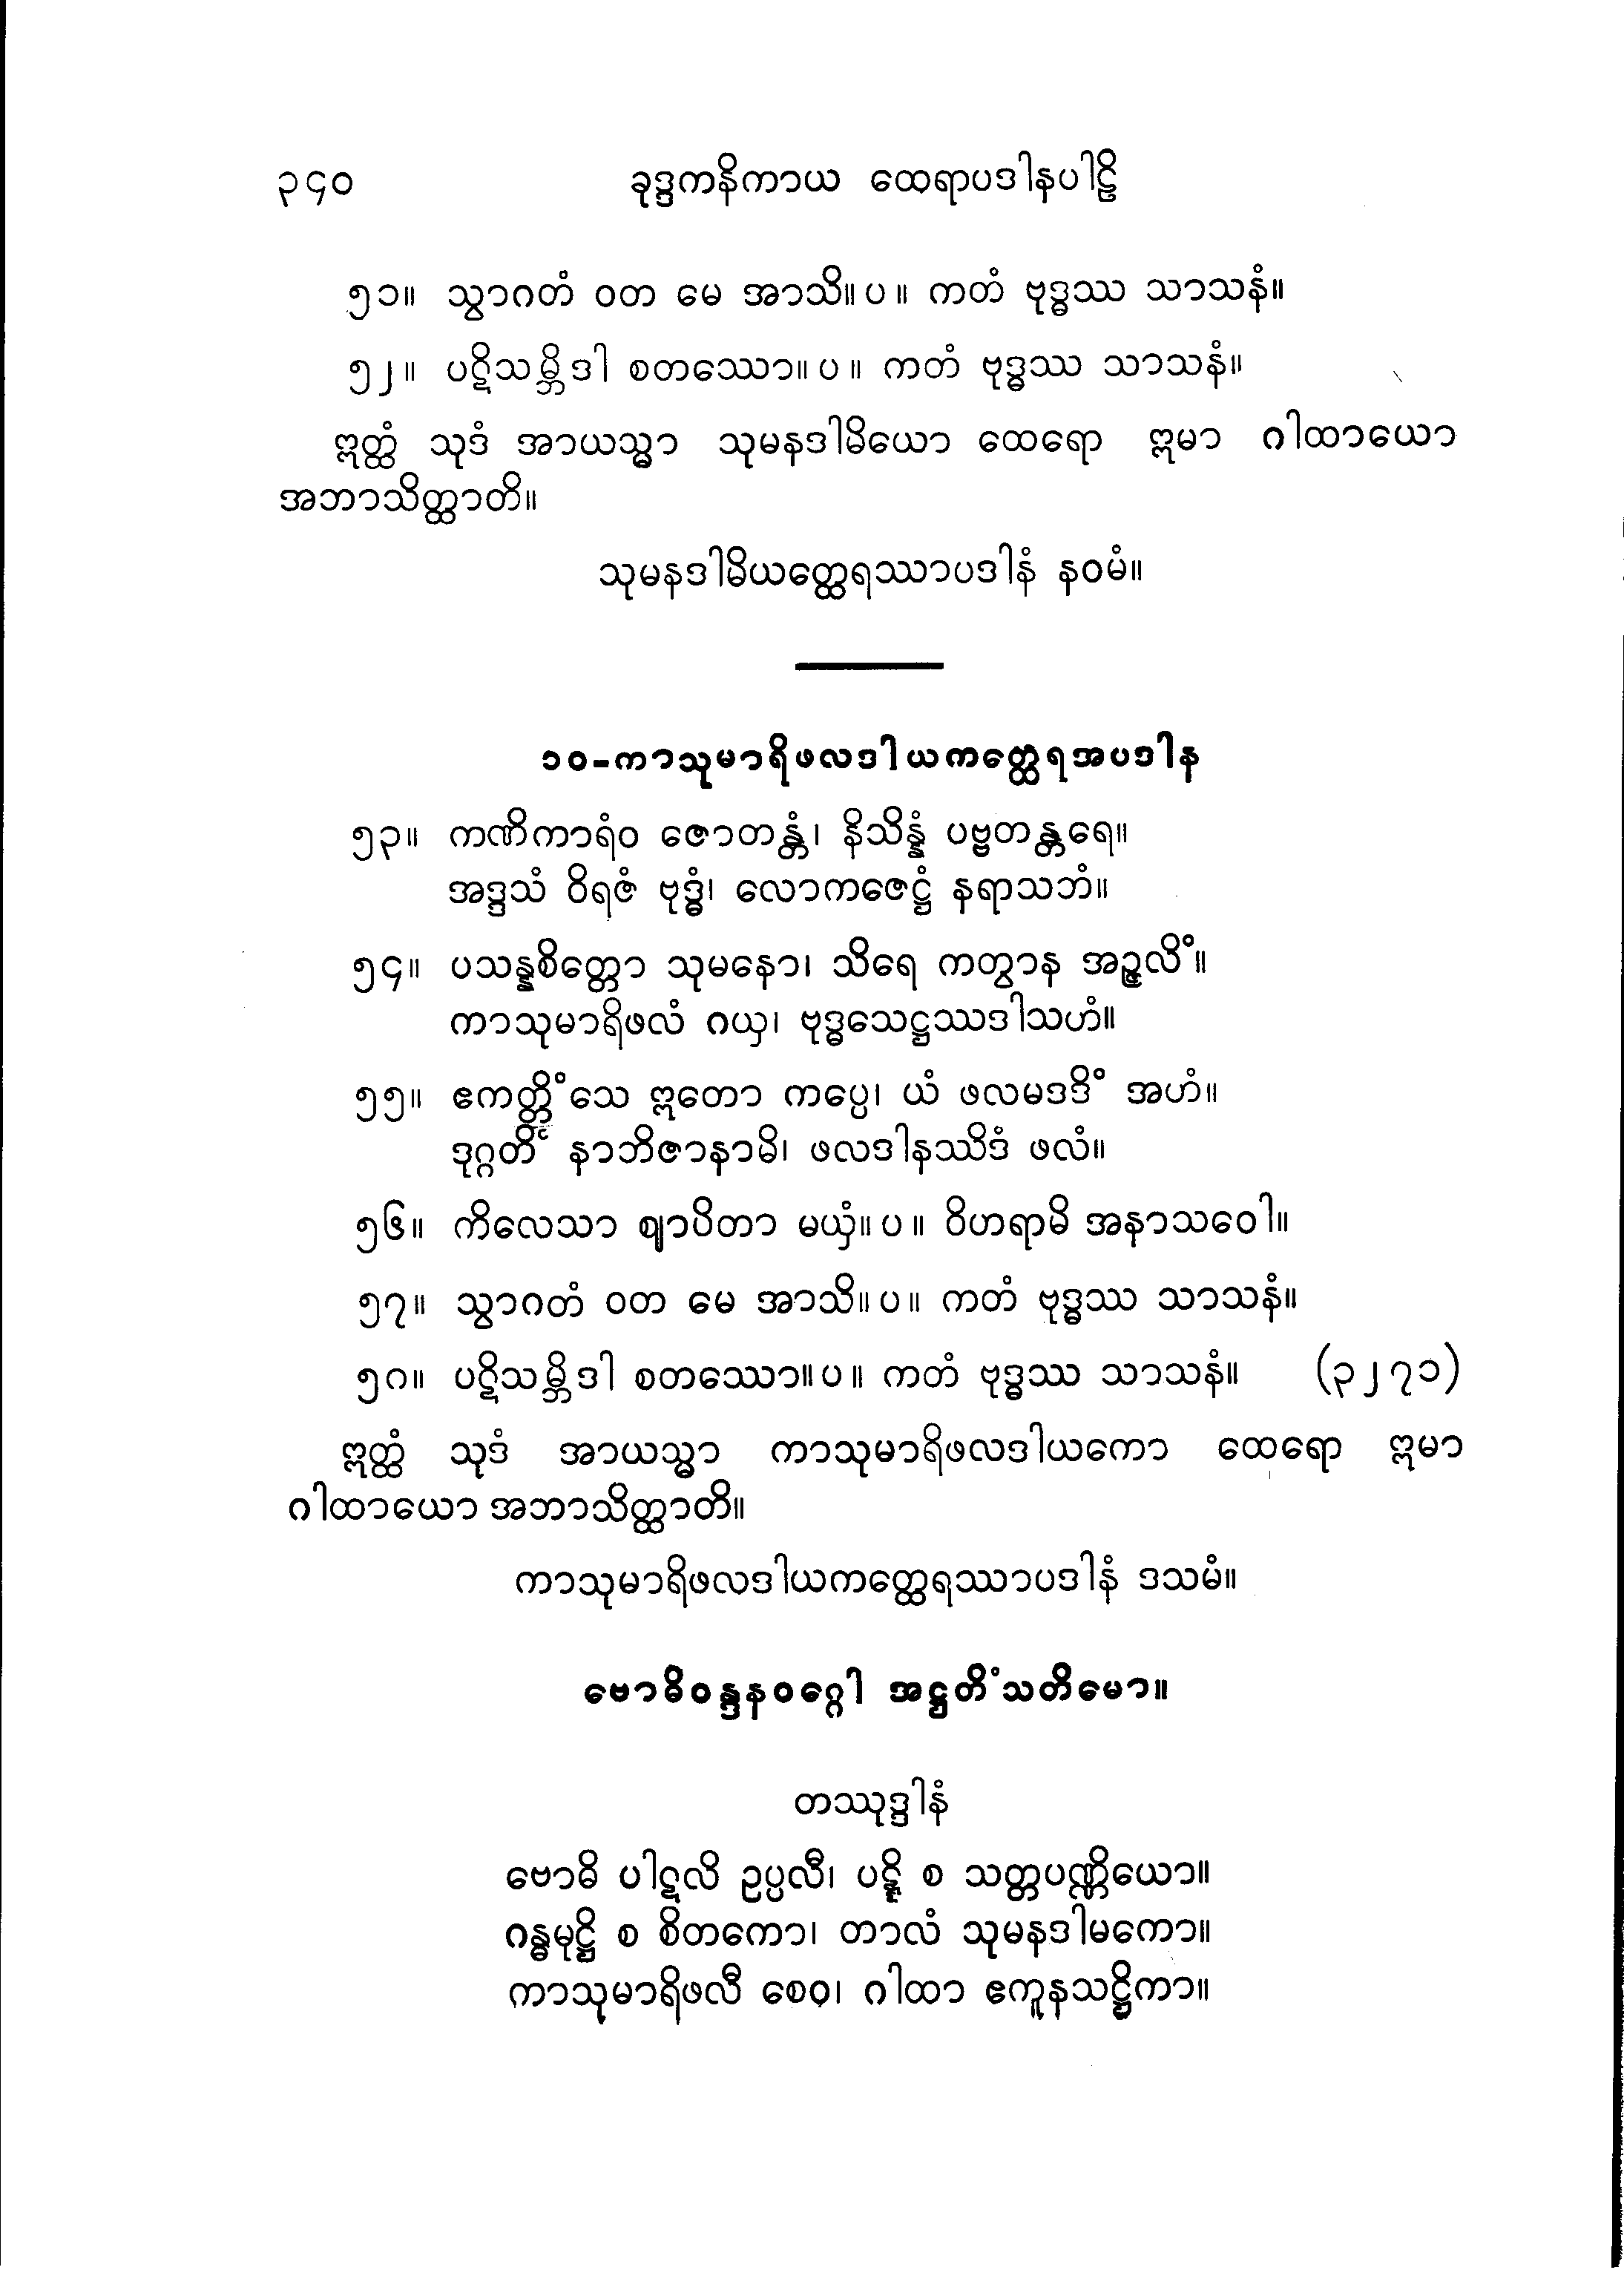 ၃၄၀ ခုဒ္ဒကနိကာယ ထေရာပဒါနပါဠိ
၅၁။ သွာဂတံ ဝတ မေ အာသိ။ ပ ။ ကတံ ဗုဒ္ဓဿ သာသနံ။
၅၂။ ပဋိသမ္ဘိဒါ စတဿော။ ပ ။ ကတံ ဗုဒ္ဓဿ သာသနံ။
ဣတ္ထံ သုဒံ အာယသ္မာ သုမနဒါမိယော ထေရော ဣမာ ဂါထာယော
အဘာသိတ္ထာတိ။
သုမနဒါမိယတ္ထေရဿာပဒါနံ နဝမံ။
၁၀-ကာသုမာရိဖလဒါယကတ္ထေရအပဒါန
၅၃။ ကဏိကာရံဝ ဇောတန္တံ၊ နိသိန္နံ ပဗ္ဗတန္တရေ။
အဒ္ဒသံ ဝိရဇံ ဗုဒ္ဓံ၊ လောကဇေဋ္ဌံ နရာသဘံ။
၅၄။ ပသန္နစိတ္တော သုမနော၊ သိရေ ကတွာန အဉ္ဇလိံ။
ကာသုမာရိဖလံ ဂယှ၊ ဗုဒ္ဓသေဋ္ဌဿဒါသဟံ။
၅၅။ ဧကတ္တိံသေ ဣတော ကပ္ပေ၊ ယံ ဖလမဒဒိံ အဟံ။
ဒုဂ္ဂတိံ နာဘိဇာနာမိ၊ ဖလဒါနဿိဒံ ဖလံ။
၅၆။ ကိလေသာ ဈာပိတာ မယှံ။ ပ ။ ဝိဟရာမိ အနာသဝေါ။
၅၇။ သွာဂတံ ဝတ မေ အာသိ။ ပ ။ ကတံ ဗုဒ္ဓဿ သာသနံ။
၅၈။ ပဋိသမ္ဘိဒါ စတဿော။ ပ ။ ကတံ ဗုဒ္ဓဿ သာသနံ။ (၃၂၇၁)
ဣတ္ထံ သုဒံ အာယသ္မာ ကာသုမာရိဖလဒါယကော ထေရော ဣမာ
ဂါထာယော အဘာသိတ္ထာတိ။
ကာသုမာရိဖလဒါယကတ္ထေရဿာပဒါနံ ဒသမံ။
ဗောဓိဝန္ဒနဝဂ္ဂေါ အဋ္ဌတိံသတိမော။
တဿုဒ္ဒါနံ
ဗောဓိ ပါဋလိ ဥပ္ပလီ၊ ပဋ္ဋိ စ သတ္တပဏ္ဏိယော။
ဂန္ဓမုဋ္ဌိ စ စိတကော၊ တာလံ သုမနဒါမကော။
ကာသုမာရိဖလီ စေဝ၊ ဂါထာ ဧကူနသဋ္ဌိကာ။